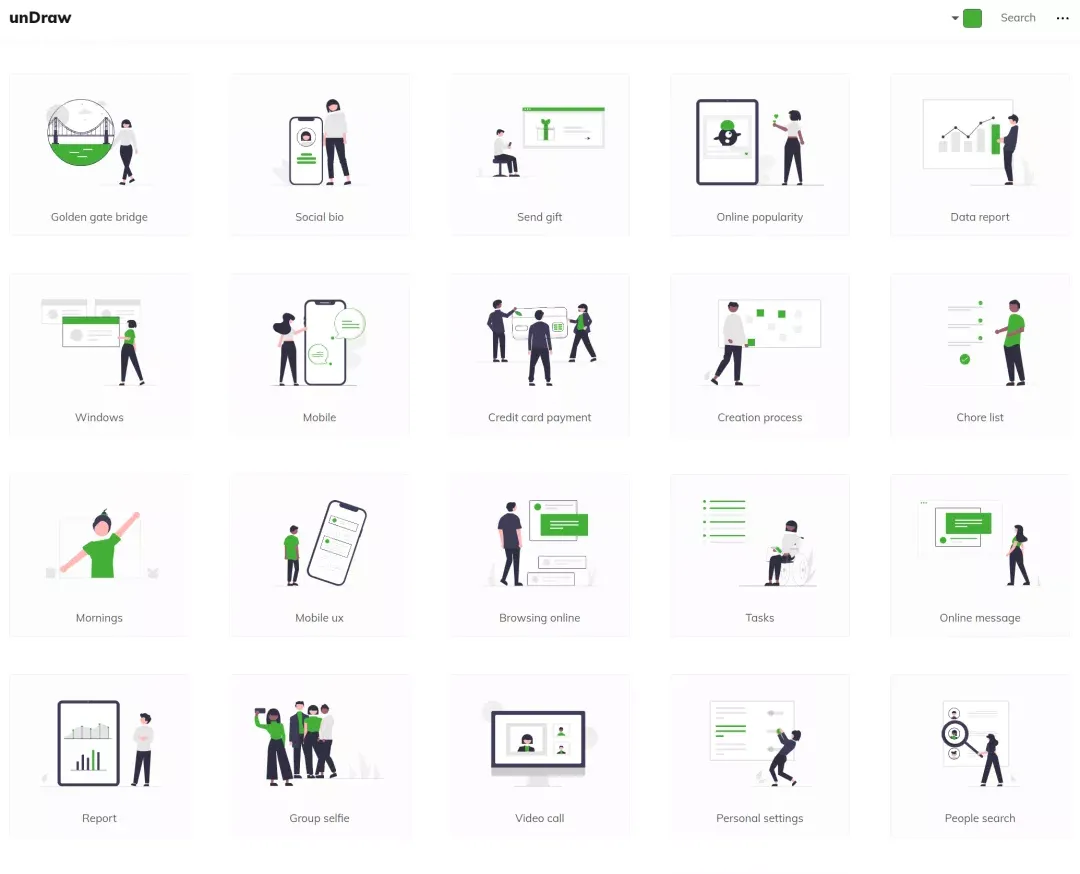 unDraw
Search
Golden gate bridge
Social bio
Send gift
Online popularity
Data report
Windows
Mobile
Credit card payment
Creation process
Chore list
Mornings
Mobile ux
Browsing online
Tasks
Online message
Report
Group selfie
Video call
Personal settings
People search